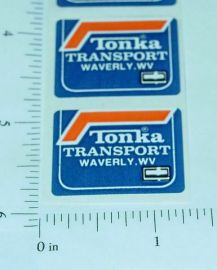 4
Tonka®
TRANSPORT
WAVERLY.WV
5
Tonka®
TRANSPORT
WAVERLY.WV
6
0 in
1